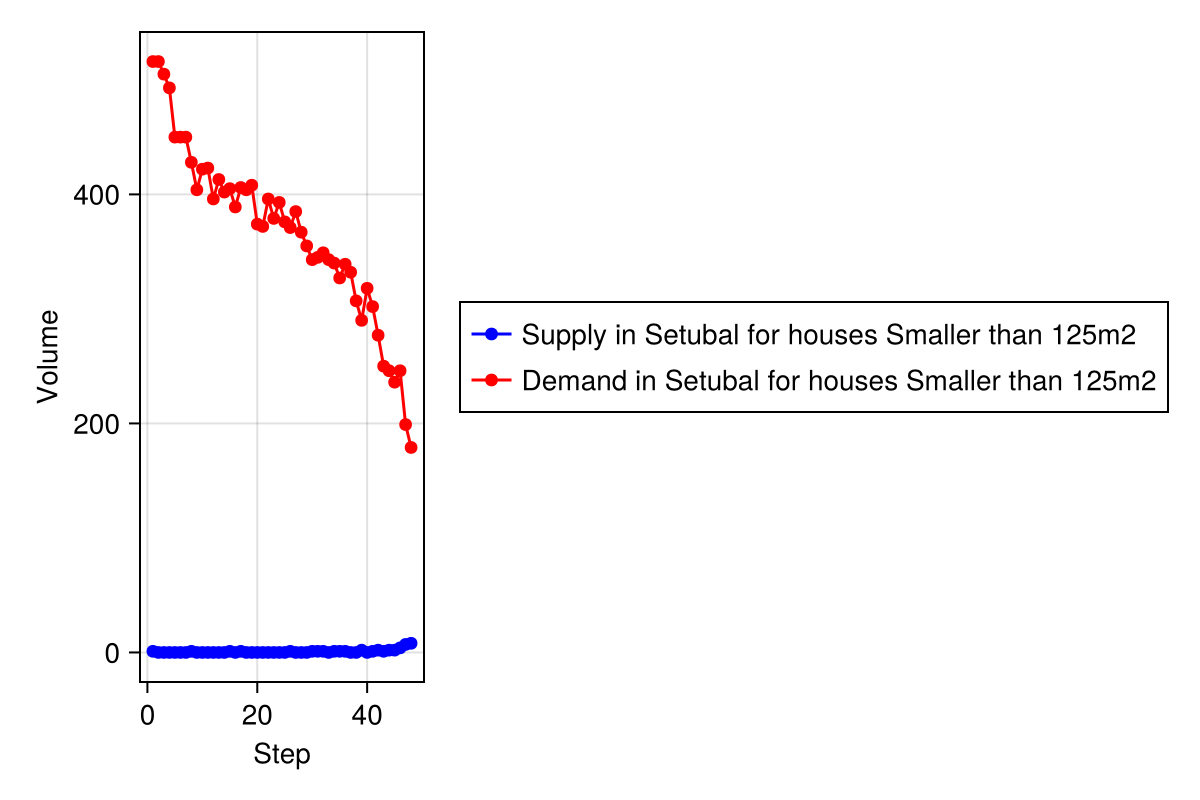 Volume
400
200
0
0 20 40
Step
Supply in Setubal for houses Smaller than 125m2
Demand in Setubal for houses Smaller than 125m2